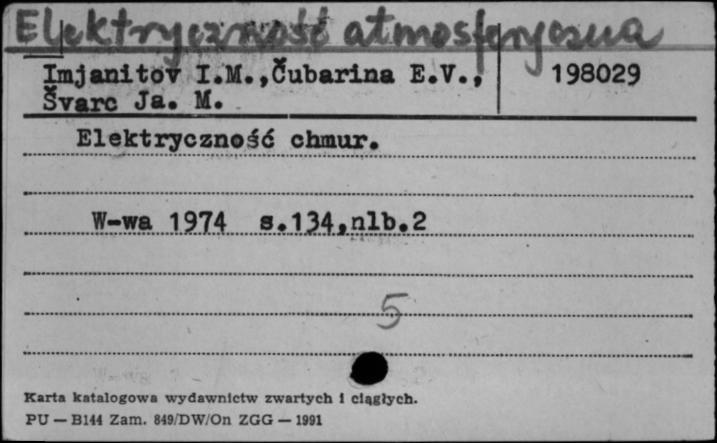 Elektryczność atmosferyczna
Imjanitov I.M.,Čubarina E.V., 198029
Švarc Ja. M.
Elektryczność chmur.
W-wa 1974 s.134,nlb.2
5
Karta katalogowa wydawnictw zwartych i ciągłych.
PU — B144 Zam. 849/DW/On ZGG — 1991